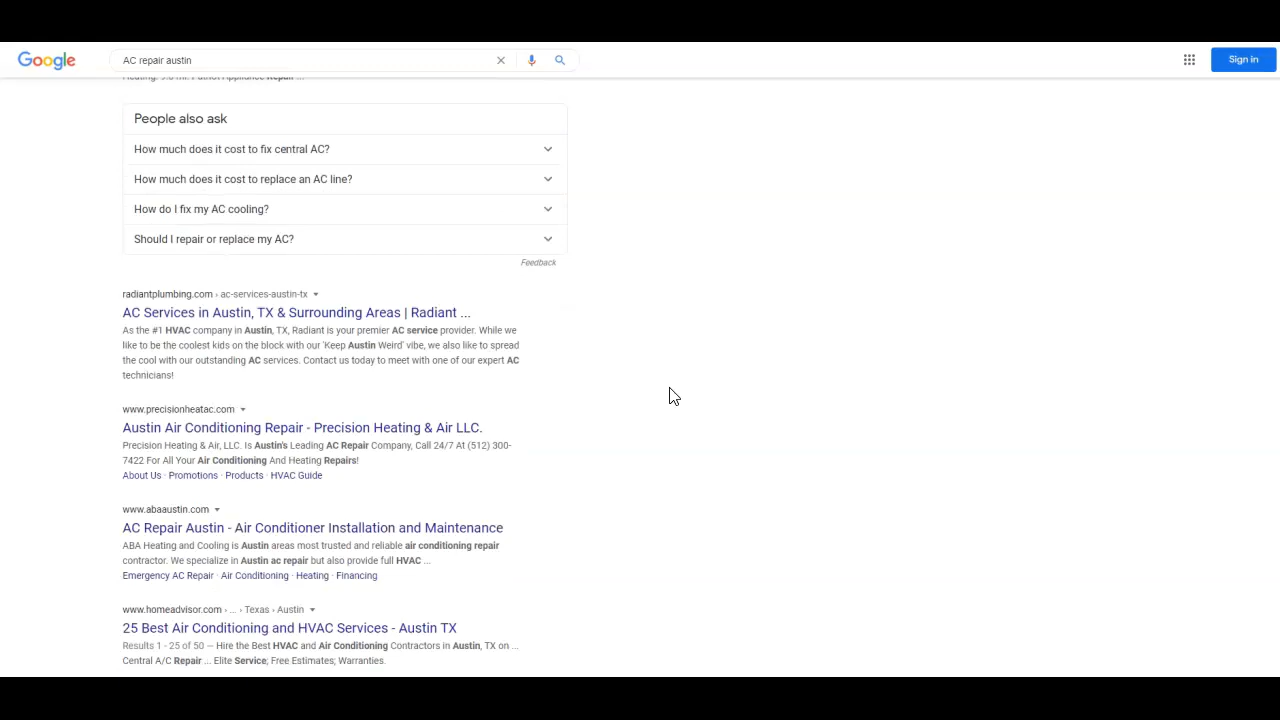 Google
AC repair austin
Sign in
Heating. 9.6 mi. Patriot Appliance Repair ...
People also ask
How much does it cost to fix central AC?
How much does it cost to replace an AC line?
How do I fix my AC cooling?
Should I repair or replace my AC?
Feedback
radiantplumbing.com › ac-services-austin-tx
AC Services in Austin, TX & Surrounding Areas | Radiant ...
As the #1 HVAC company in Austin, TX, Radiant is your premier AC service provider. While we
like to be the coolest kids on the block with our 'Keep Austin Weird' vibe, we also like to spread
the cool with our outstanding AC services. Contact us today to meet with one of our expert AC
technicians!
www.precisionheatac.com
Austin Air Conditioning Repair - Precision Heating & Air LLC.
Precision Heating & Air, LLC. Is Austin's Leading AC Repair Company, Call 24/7 At (512) 300-
7422 For All Your Air Conditioning And Heating Repairs!
About Us · Promotions · Products · HVAC Guide
www.abaaustin.com
AC Repair Austin - Air Conditioner Installation and Maintenance
ABA Heating and Cooling is Austin areas most trusted and reliable air conditioning repair
contractor. We specialize in Austin ac repair but also provide full HVAC ...
Emergency AC Repair · Air Conditioning · Heating · Financing
www.homeadvisor.com › ... › Texas › Austin
25 Best Air Conditioning and HVAC Services - Austin TX
Results 1 - 25 of 50 — Hire the Best HVAC and Air Conditioning Contractors in Austin, TX on ...
Central A/C Repair ... Elite Service; Free Estimates; Warranties.